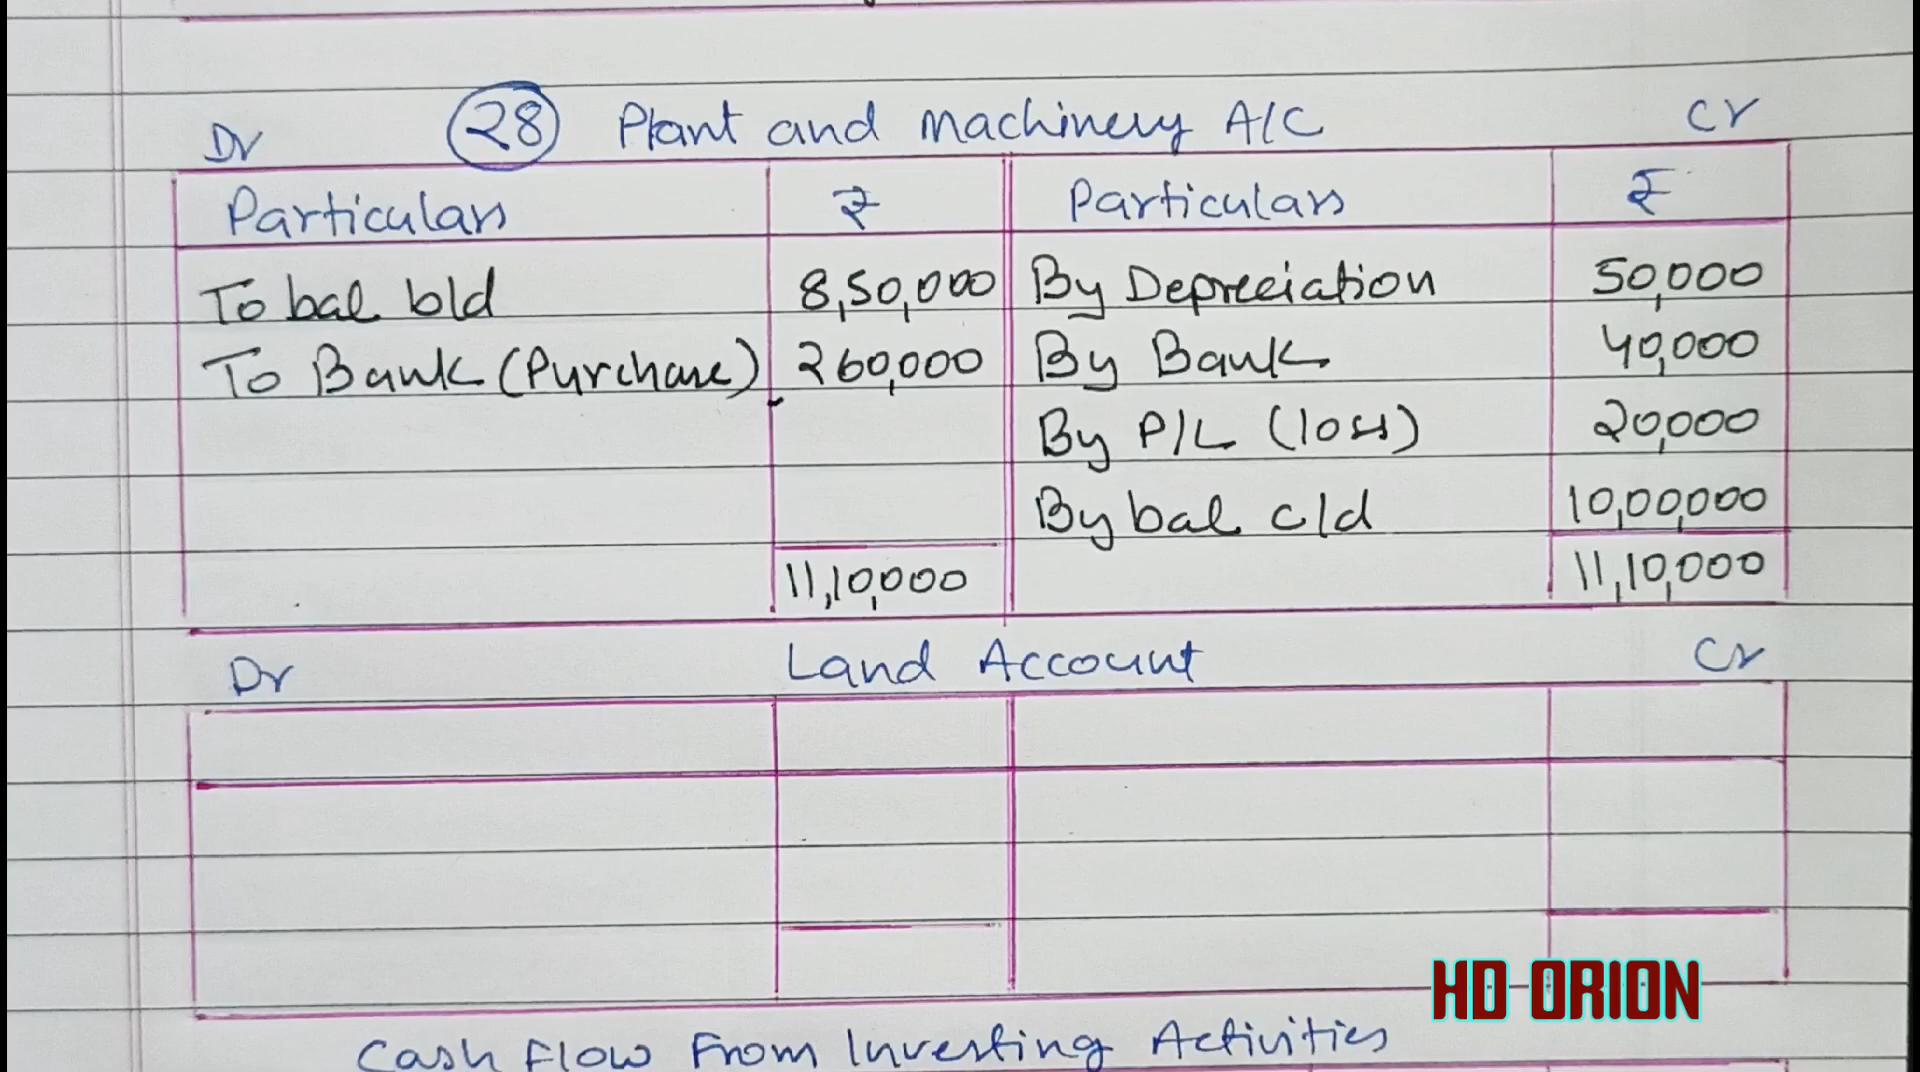 Dr (28) Plant and machinery A/C Cr
Particulars ₹ Particulars ₹
To bal b/d 8,50,000 By Depreciation 50,000
To Bank (Purchase) 260,000 By Bank 40,000
By P/L (loss) 20,000
By bal c/d 10,00,000
11,10,000 11,10,000
Dr Land Account Cr
HD ORION
Cash Flow From Investing Activities